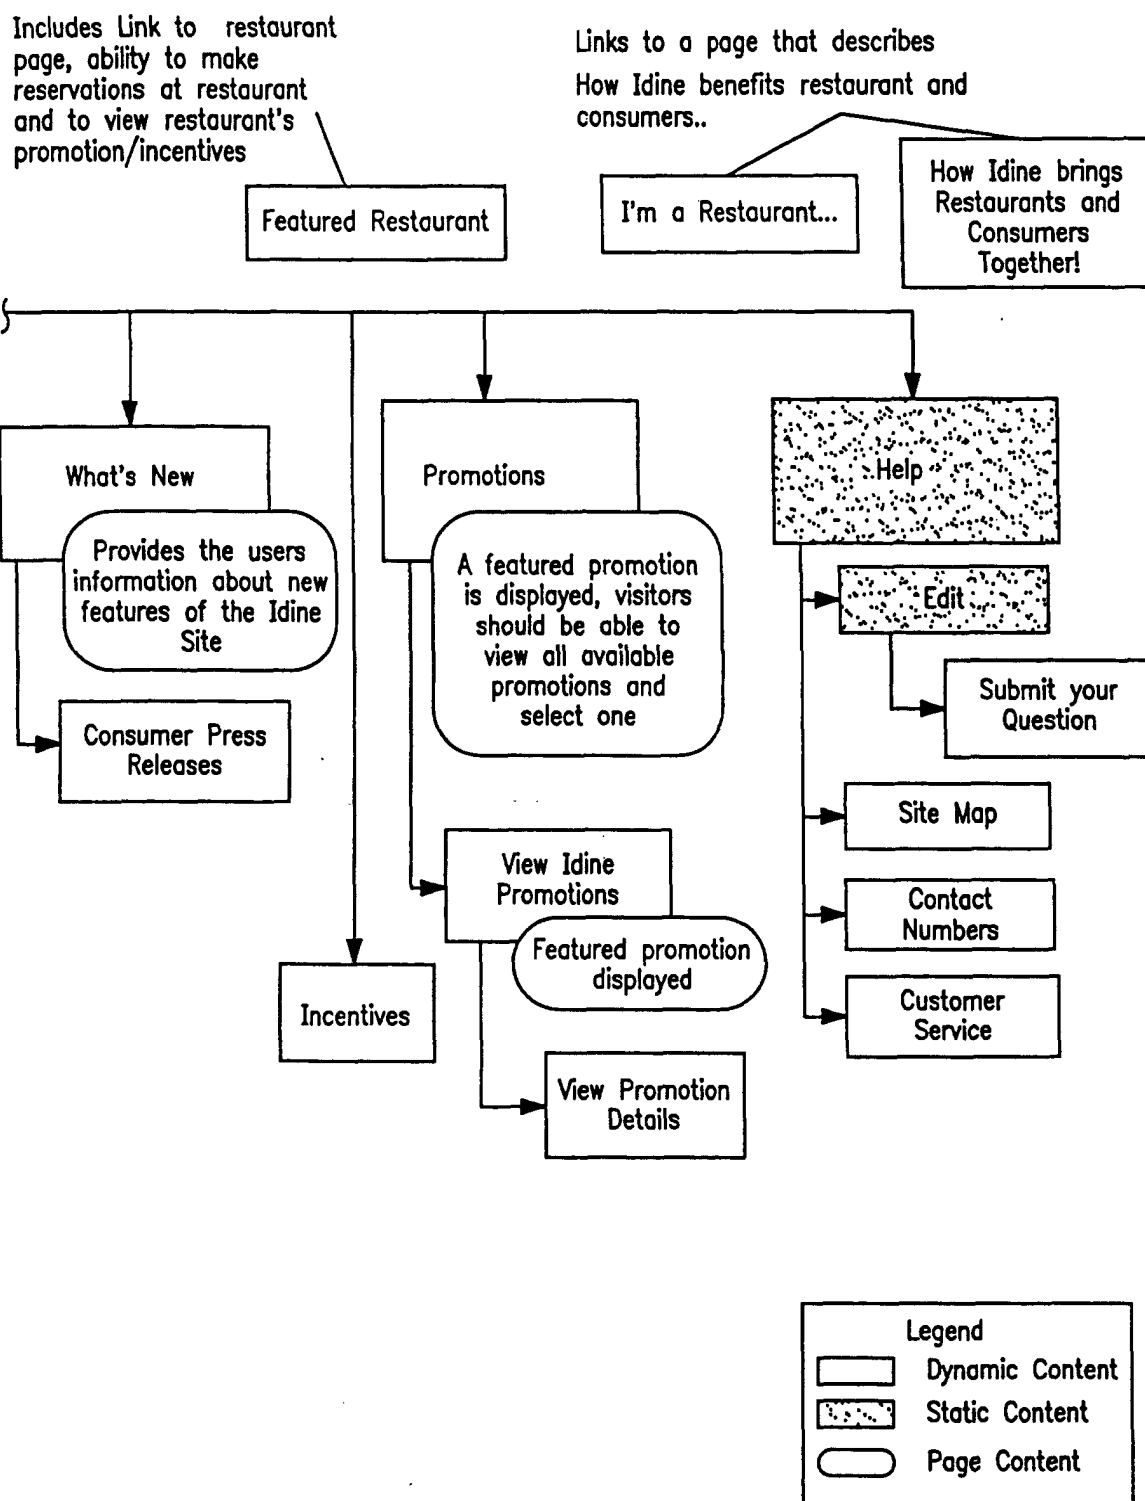 Includes Link to restaurant
page, ability to make
reservations at restaurant
and to view restaurant's
promotion/incentives
Links to a page that describes
How Idine benefits restaurant and
consumers..
Featured Restaurant
I'm a Restaurant...
How Idine brings
Restaurants and
Consumers
Together!
What's New
Provides the users
information about new
features of the Idine
Site
Consumer Press
Releases
Incentives
Promotions
A featured promotion
is displayed, visitors
should be able to
view all available
promotions and
select one
View Idine
Promotions
Featured promotion
displayed
View Promotion
Details
Help
Edit
Submit your
Question
Site Map
Contact
Numbers
Customer
Service
Legend
Dynamic Content
Static Content
Page Content